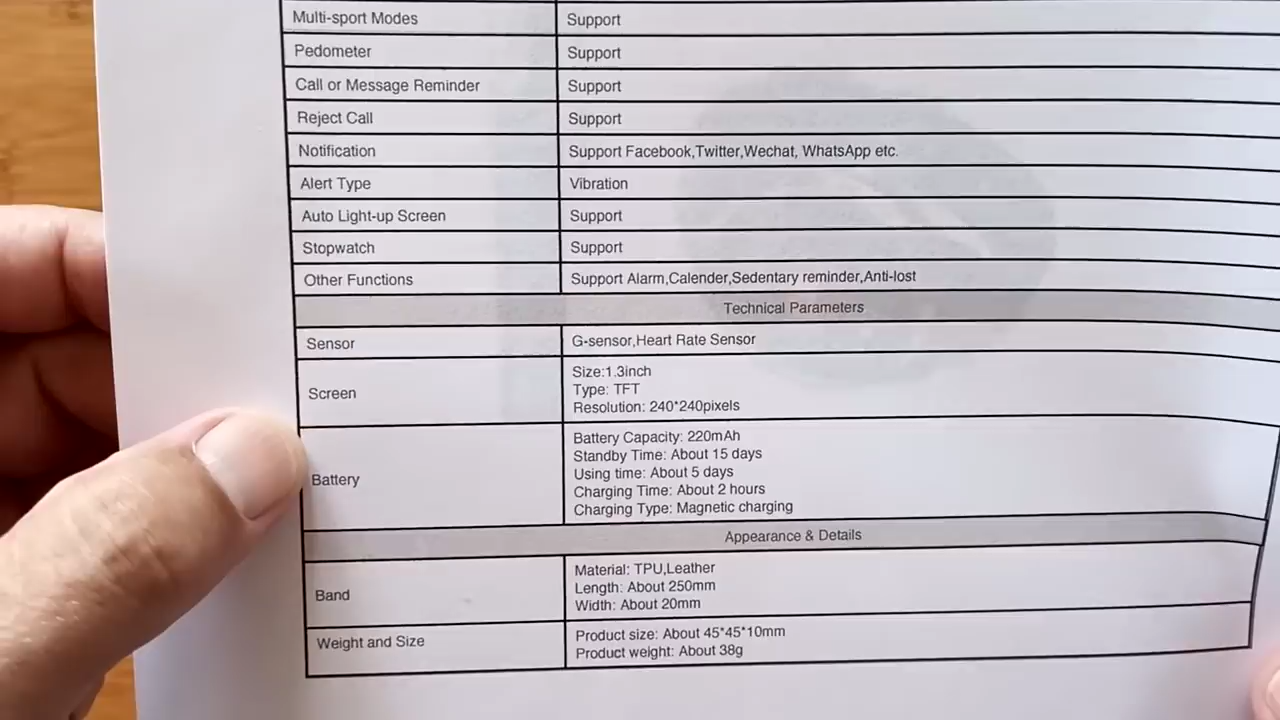 Multi-sport Modes Support
Pedometer Support
Call or Message Reminder Support
Reject Call Support
Notification Support Facebook,Twitter,Wechat, WhatsApp etc.
Alert Type Vibration
Auto Light-up Screen Support
Stopwatch Support
Other Functions Support Alarm,Calender,Sedentary reminder,Anti-lost
Technical Parameters
Sensor G-sensor,Heart Rate Sensor
Screen
Size:1.3inch
Type: TFT
Resolution: 240*240pixels
Battery
Battery Capacity: 220mAh
Standby Time: About 15 days
Using time: About 5 days
Charging Time: About 2 hours
Charging Type: Magnetic charging
Appearance & Details
Band
Material: TPU,Leather
Length: About 250mm
Width: About 20mm
Weight and Size
Product size: About 45*45*10mm
Product weight: About 38g